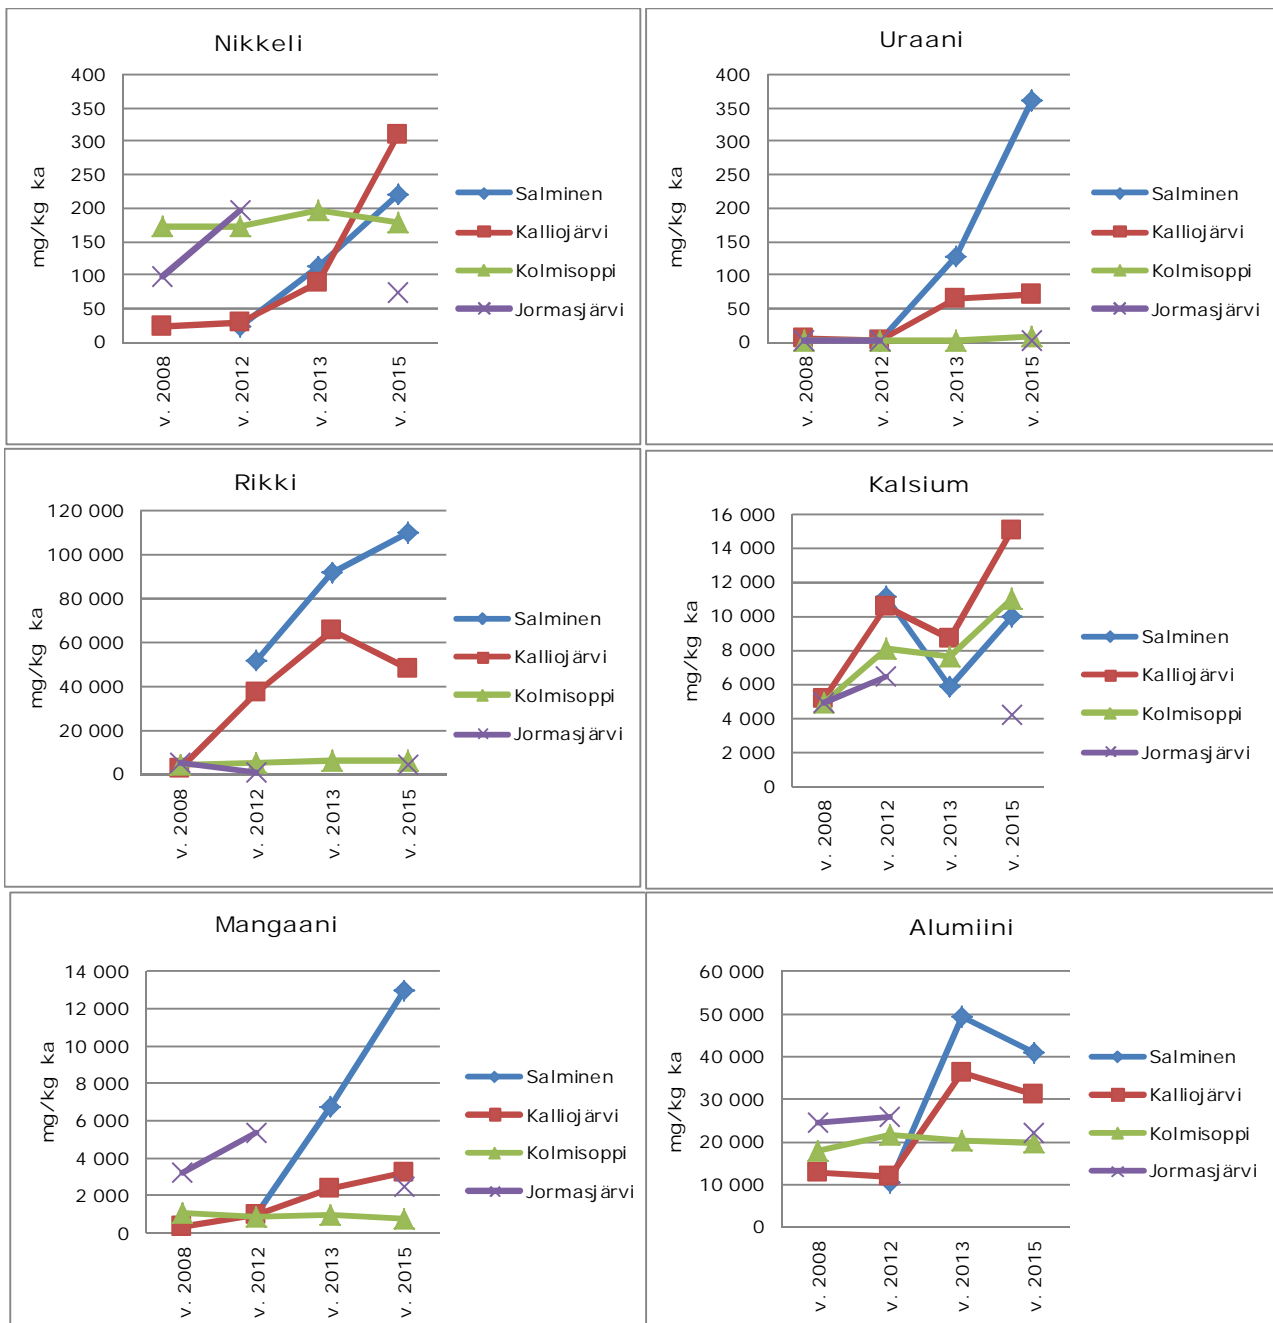 Nikkeli
mg/kg ka
400
350
300
250
200
150
100
50
0
v. 2008
v. 2012
v. 2013
v. 2015
Salminen
Kalliojärvi
Kolmisoppi
Jormasjärvi
Uraani
mg/kg ka
400
350
300
250
200
150
100
50
0
v. 2008
v. 2012
v. 2013
v. 2015
Salminen
Kalliojärvi
Kolmisoppi
Jormasjärvi
Rikki
mg/kg ka
120 000
100 000
80 000
60 000
40 000
20 000
0
v. 2008
v. 2012
v. 2013
v. 2015
Salminen
Kalliojärvi
Kolmisoppi
Jormasjärvi
Kalsium
mg/kg ka
16 000
14 000
12 000
10 000
8 000
6 000
4 000
2 000
0
v. 2008
v. 2012
v. 2013
v. 2015
Salminen
Kalliojärvi
Kolmisoppi
Jormasjärvi
Mangaani
mg/kg ka
14 000
12 000
10 000
8 000
6 000
4 000
2 000
0
v. 2008
v. 2012
v. 2013
v. 2015
Salminen
Kalliojärvi
Kolmisoppi
Jormasjärvi
Alumiini
mg/kg ka
60 000
50 000
40 000
30 000
20 000
10 000
0
v. 2008
v. 2012
v. 2013
v. 2015
Salminen
Kalliojärvi
Kolmisoppi
Jormasjärvi